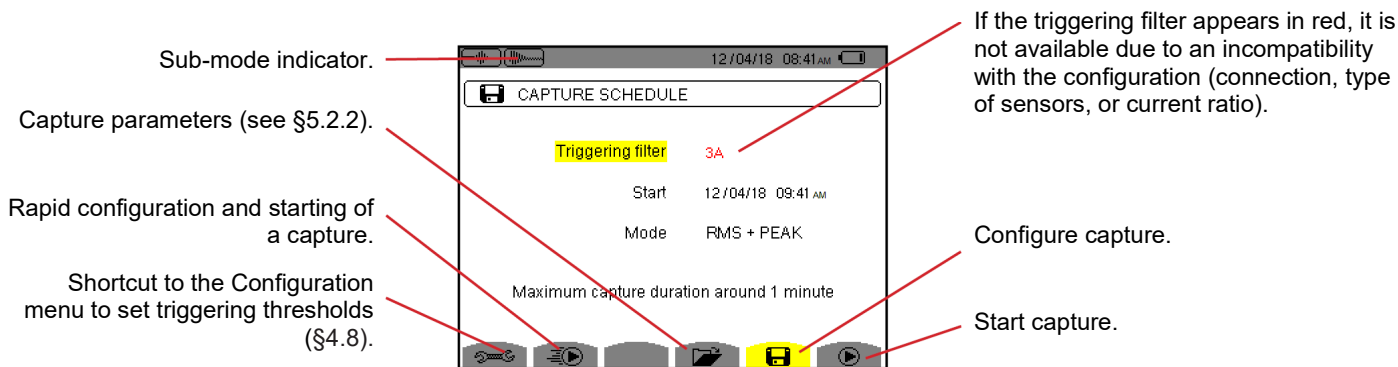 Sub-mode indicator.
Capture parameters (see §5.2.2).
Rapid configuration and starting of
a capture.
Shortcut to the Configuration
menu to set triggering thresholds
(§4.8).
12/04/18 08:41 AM
CAPTURE SCHEDULE
Triggering filter 3A
Start 12/04/18 09:41 AM
Mode RMS + PEAK
Maximum capture duration around 1 minute
If the triggering filter appears in red, it is
not available due to an incompatibility
with the configuration (connection, type
of sensors, or current ratio).
Configure capture.
Start capture.